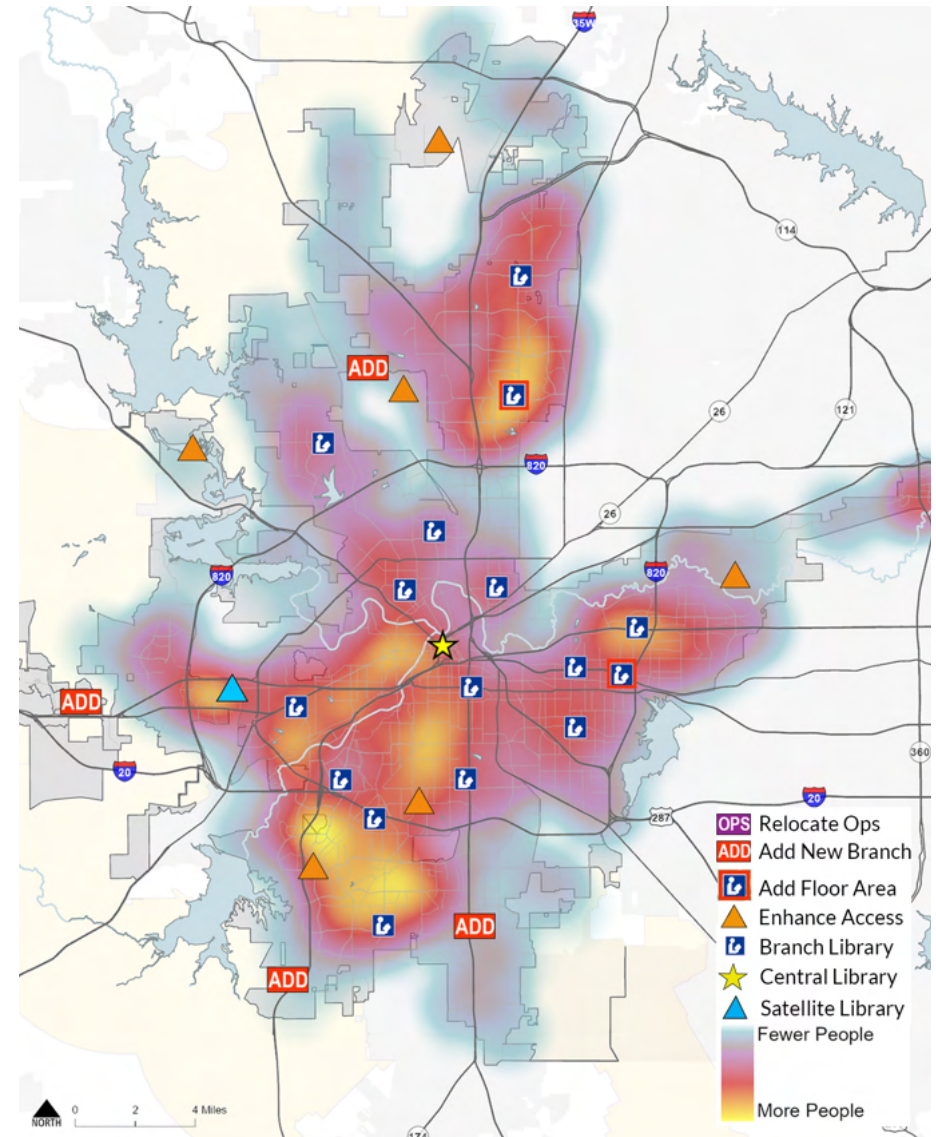 35W
114
ADD
26
121
820
26
820
820
ADD
360
20
20
287
OPS Relocate Ops
ADD Add New Branch
Add Floor Area
Enhance Access
ADD
Branch Library
ADD
Central Library
Satellite Library
Fewer People
More People
NORTH
0 2 4 Miles
174